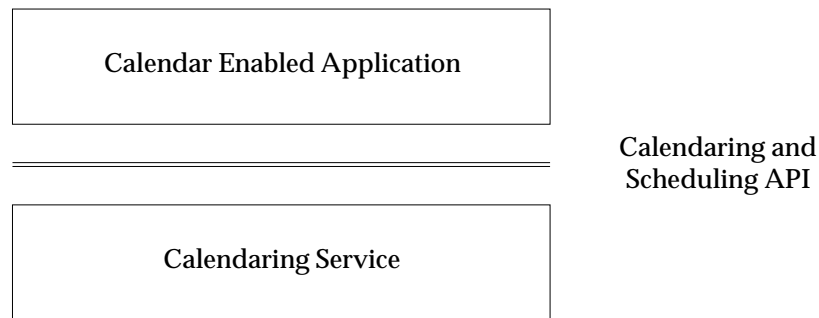 Calendar Enabled Application
Calendaring and
Scheduling API
Calendaring Service